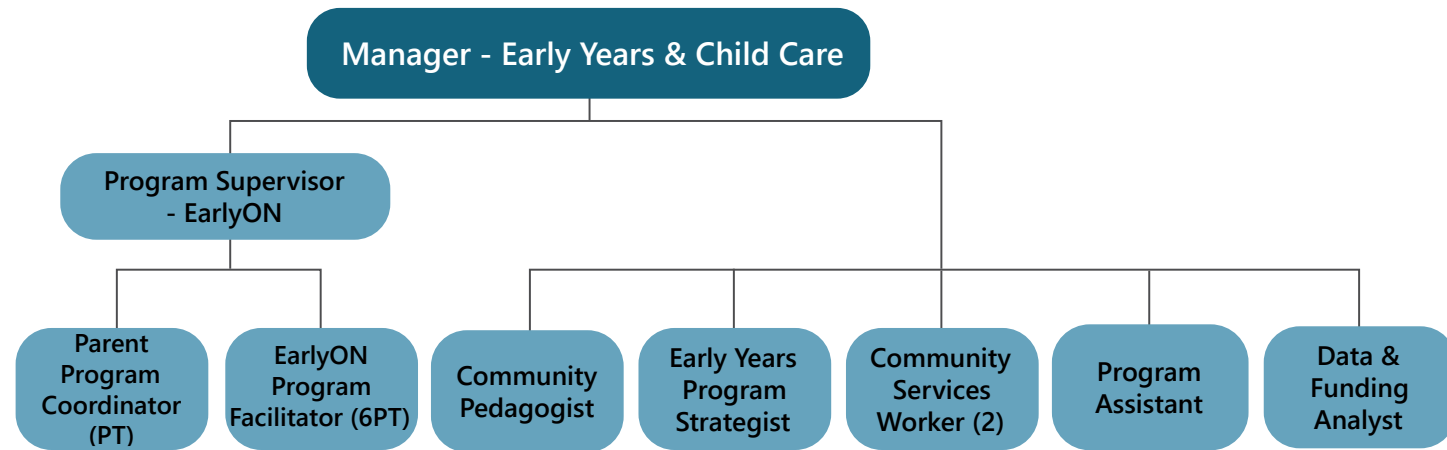 Manager - Early Years & Child Care
Program Supervisor
- EarlyON
Parent
Program
Coordinator
(PT)
EarlyON
Program
Facilitator (6PT)
Community
Pedagogist
Early Years
Program
Strategist
Community
Services
Worker (2)
Program
Assistant
Data &
Funding
Analyst